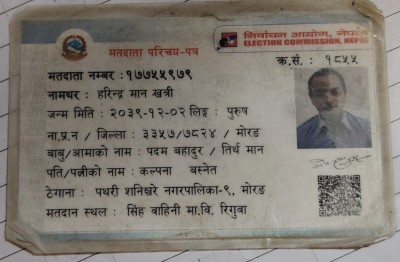 निर्वाचन आयोग, नेपाल
ELECTION COMMISSION, NEPAL
मतदाता परिचय-पत्र
क्र.सं.: १८५५
मतदाता नम्बर : १७७५५९७९
नामथर : हरिन्द्र मान खत्री
जन्म मिति : २०३९-१२-०२ लिङ्ग : पुरुष
ना.प्र.न / जिल्ला : ३३५७/७८२४ / मोरङ
बाबु/आमाको नाम : पदम बहादुर / तिर्थ मान
पति/पत्नीको नाम : कल्पना बस्नेत
ठेगाना : पथरी शनिश्चरे नगरपालिका-९, मोरङ
मतदान स्थल : सिंह वाहिनी मा.वि. रिगुवा